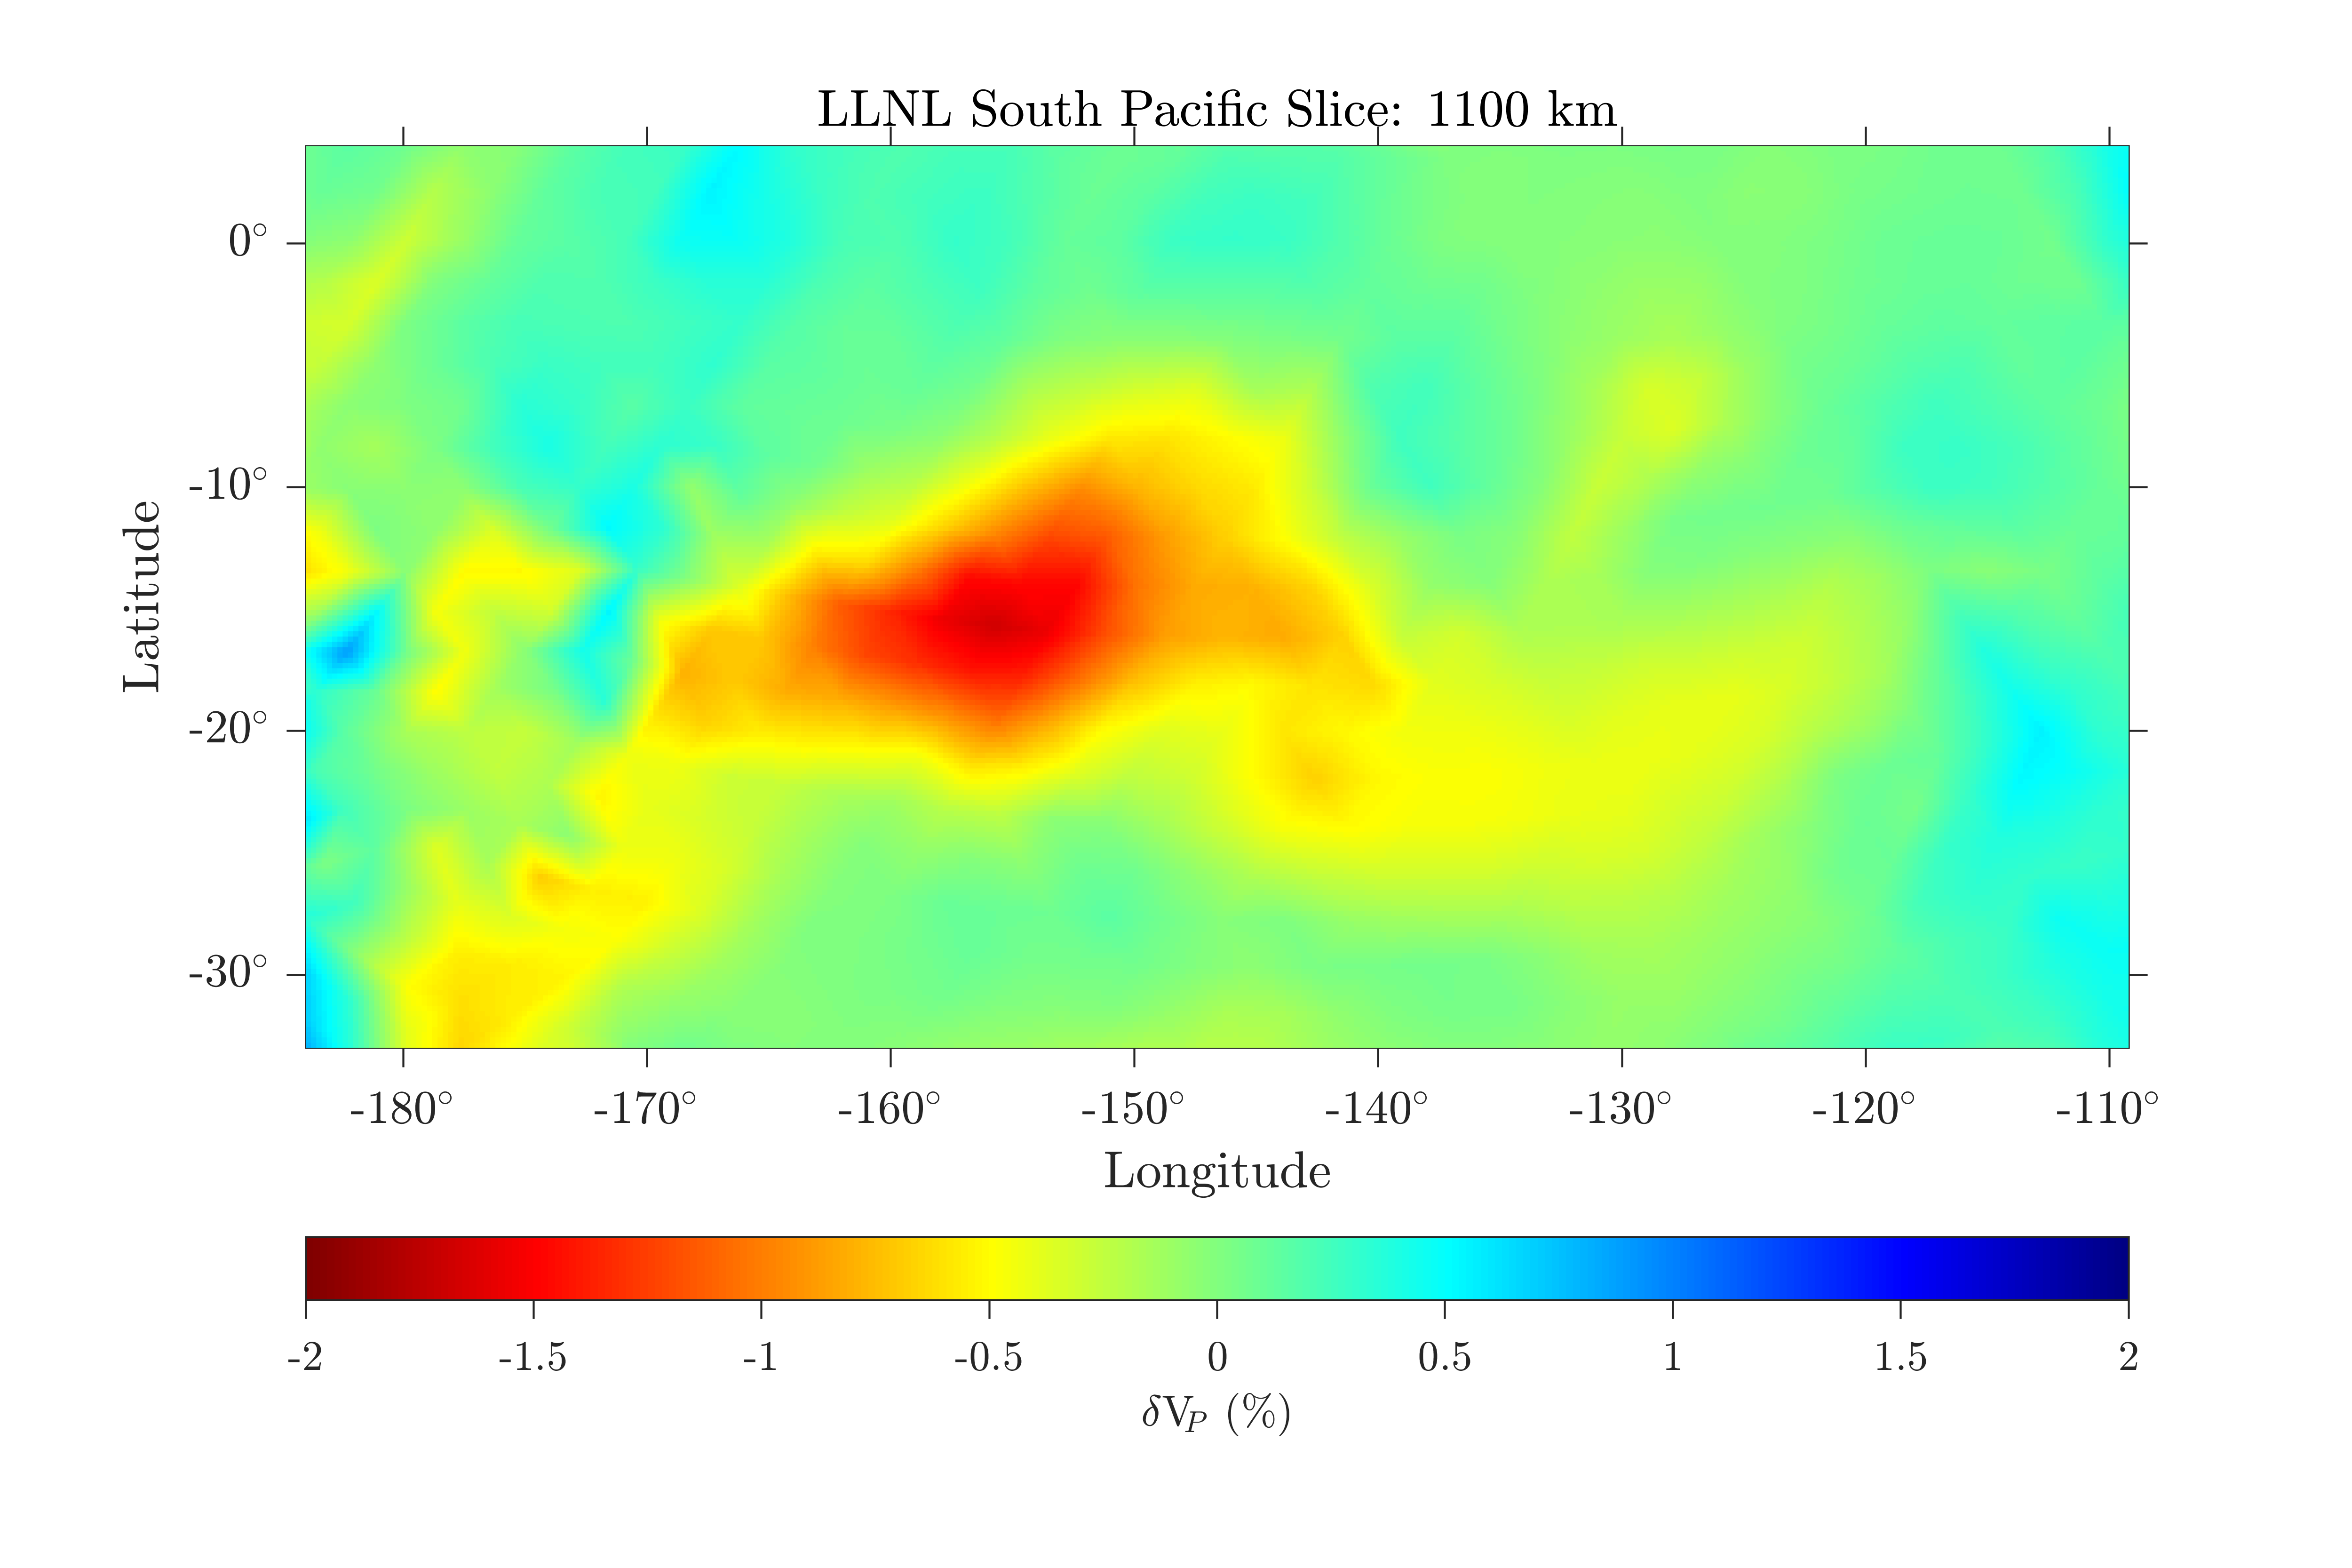 LLNL South Pacific Slice: 1100 km
Latitude
0°
-10°
-20°
-30°
-180° -170° -160° -150° -140° -130° -120° -110°
Longitude
-2 -1.5 -1 -0.5 0 0.5 1 1.5 2
δV_P (%)